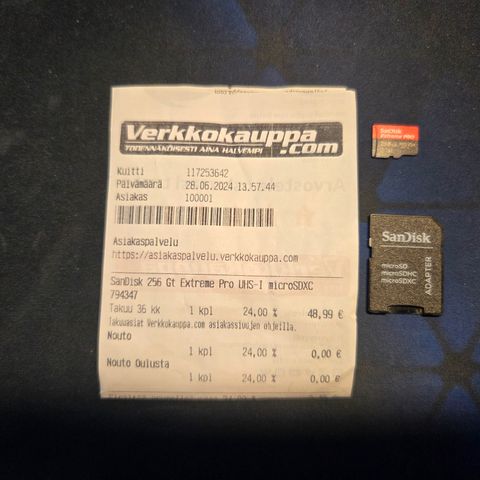 Verkkokauppa
.com
TODENNÄKÖISESTI AINA HALVEMPI
Kuitti 117253642
Päivämäärä 28.06.2024 13.57.44
Asiakas 100001
Asiakaspalvelu
https://asiakaspalvelu.verkkokauppa.com
SanDisk 256 Gt Extreme Pro UHS-I microSDXC
794347
Takuu 36 kk 1 kpl 24,00 % 48,99 €
Takuuasiat Verkkokauppa.com asiakassivujen ohjeilla.
Nouto
1 kpl 24,00 % 0,00 €
Nouto Oulusta
1 kpl 24,00 % 0,00 €
SanDisk
Extreme PRO
SanDisk
microSD
microSDHC
microSDXC
ADAPTER